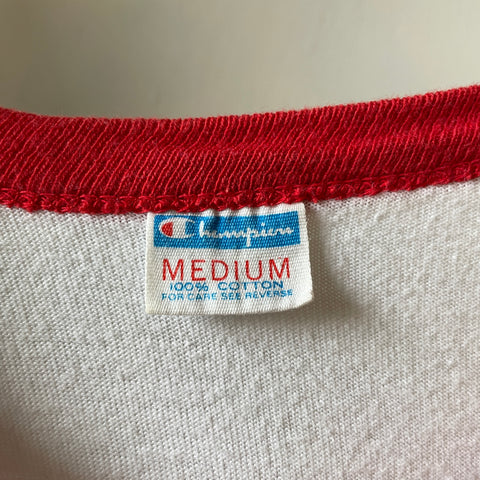 Champion
MEDIUM
100% COTTON
FOR CARE SEE REVERSE